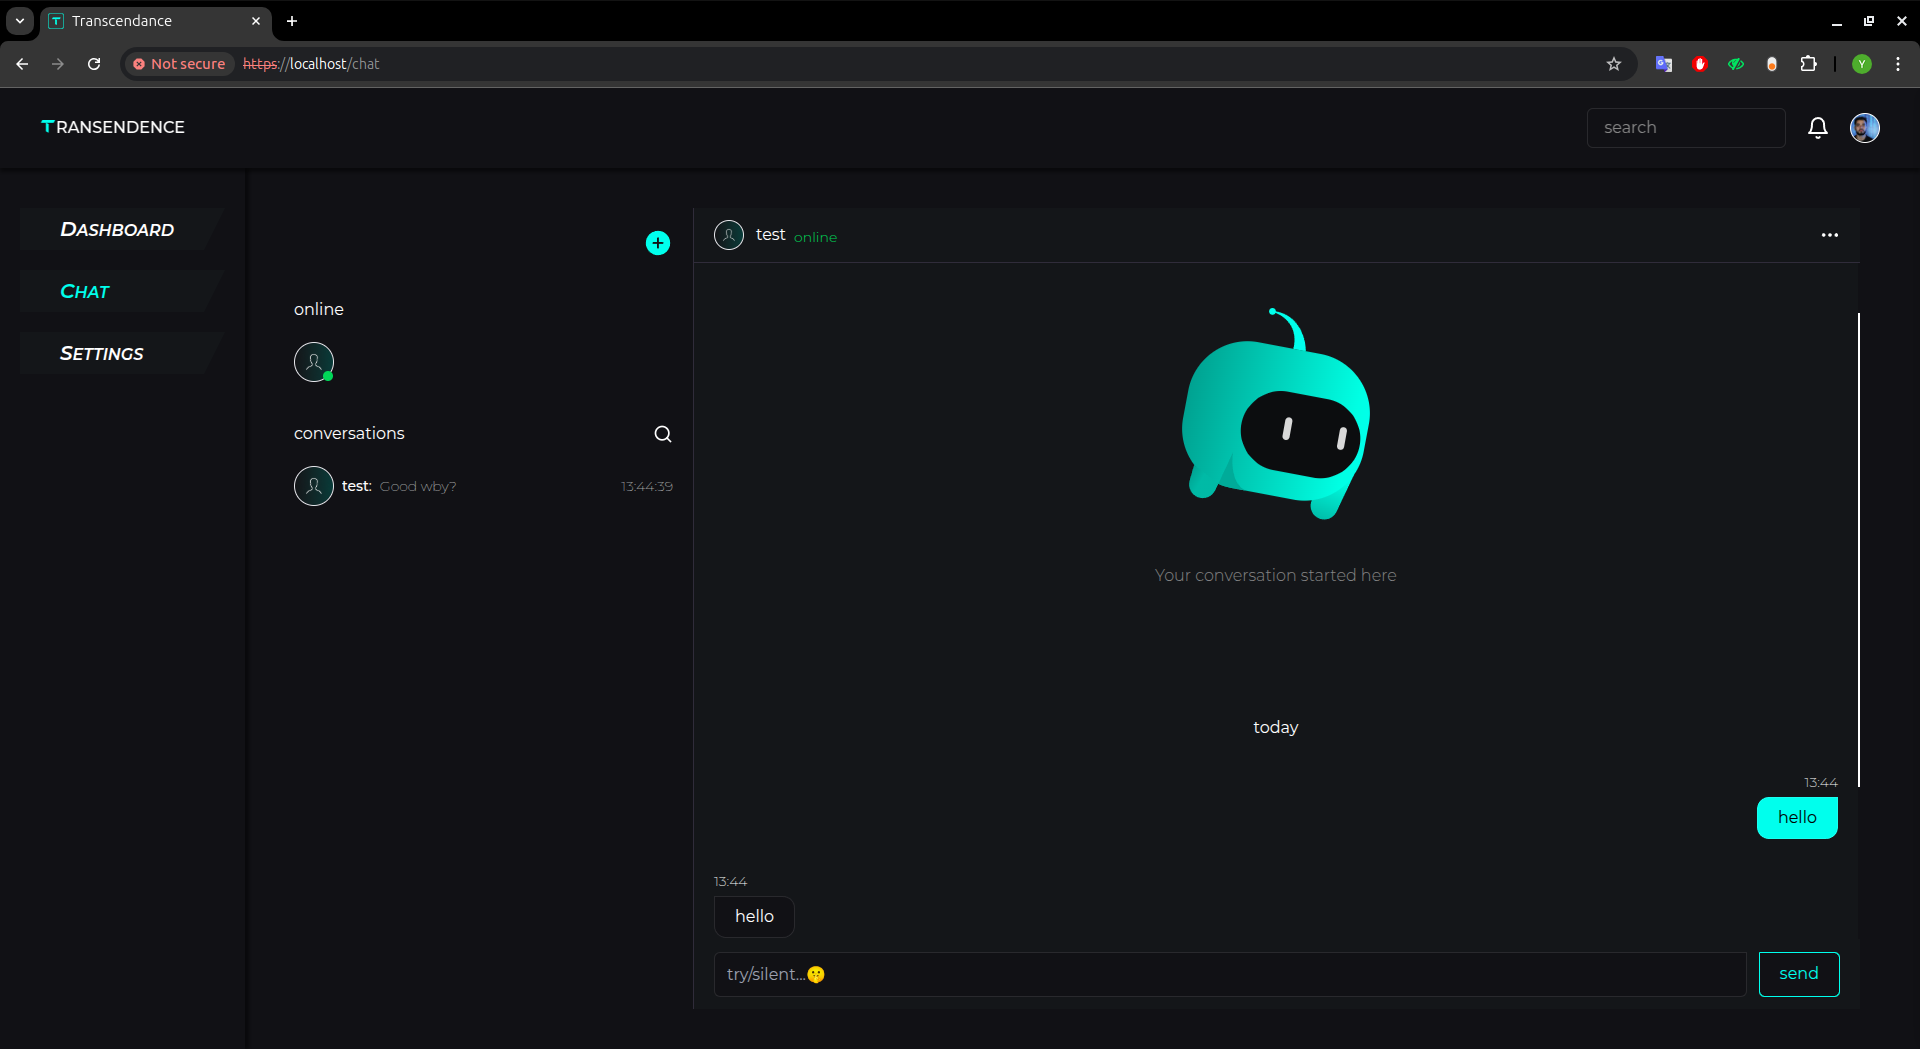 Transcendance
Not secure https://localhost/chat
Y
TRANSENDENCE
search
DASHBOARD
CHAT
SETTINGS
online
conversations
test: Good wby? 13:44:39
test online
Your conversation started here
today
13:44
hello
13:44
hello
try/silent...🤫
send